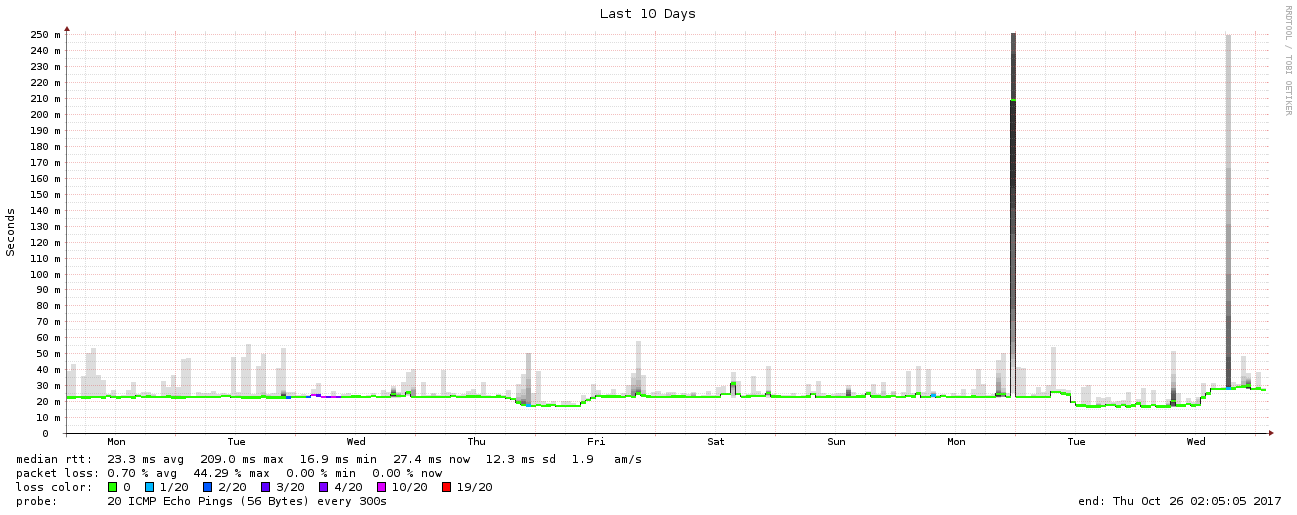 Last 10 Days
RRDTOOL / TOBI OETIKER
Seconds
250 m
240 m
230 m
220 m
210 m
200 m
190 m
180 m
170 m
160 m
150 m
140 m
130 m
120 m
110 m
100 m
90 m
80 m
70 m
60 m
50 m
40 m
30 m
20 m
10 m
0
Mon Tue Wed Thu Fri Sat Sun Mon Tue Wed
median rtt: 23.3 ms avg 209.0 ms max 16.9 ms min 27.4 ms now 12.3 ms sd 1.9 am/s
packet loss: 0.70 % avg 44.29 % max 0.00 % min 0.00 % now
loss color: 0 1/20 2/20 3/20 4/20 10/20 19/20
probe: 20 ICMP Echo Pings (56 Bytes) every 300s end: Thu Oct 26 02:05:05 2017